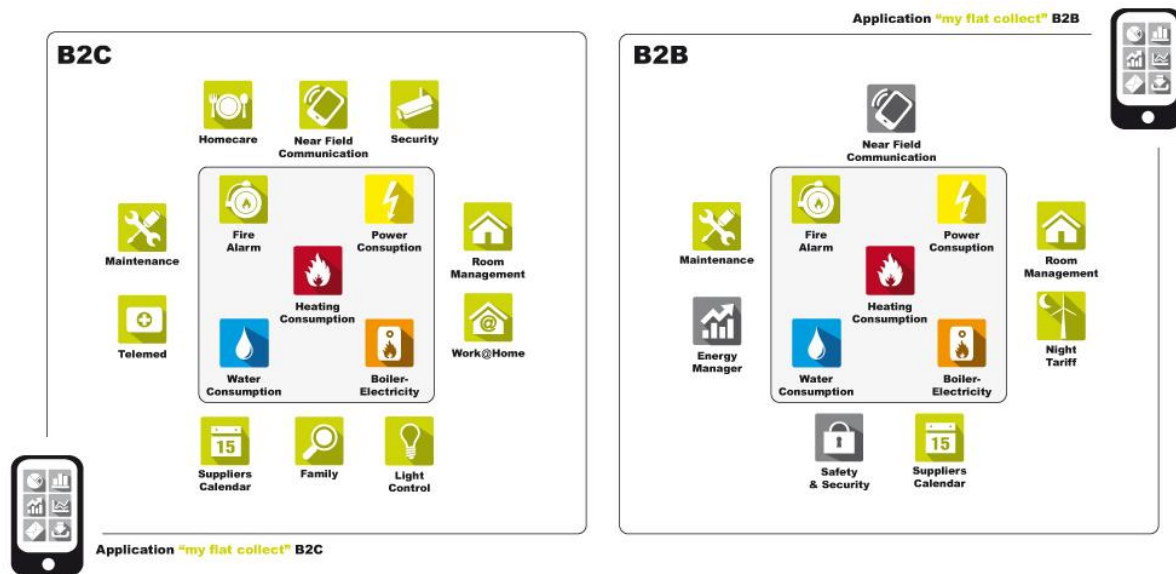 Application “my flat collect” B2B
B2C
Homecare
Near Field
Communication
Security
Fire
Alarm
Power
Consuption
Maintenance
Room
Management
Heating
Consumption
Telemed
Work@Home
Water
Consumption
Boiler-
Electricity
15
Suppliers
Calendar
Family
Light
Control
Application “my flat collect” B2C
B2B
Near Field
Communication
Fire
Alarm
Power
Consuption
Maintenance
Room
Management
Heating
Consumption
Energy
Manager
Night
Tariff
Water
Consumption
Boiler-
Electricity
Safety
& Security
15
Suppliers
Calendar